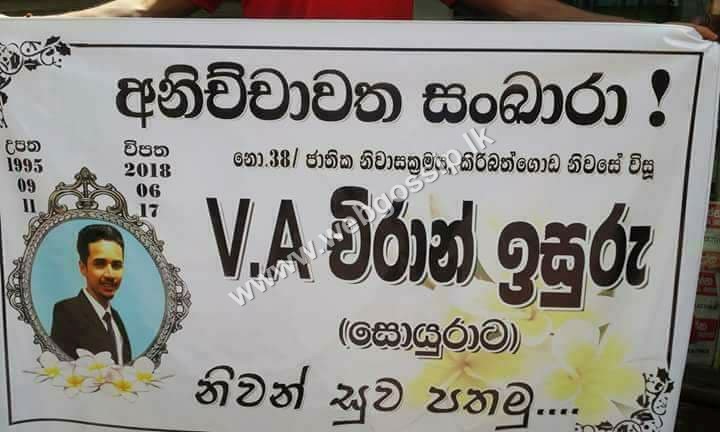 අනිච්චාවත සංඛාරා !
උපත විපත
1995 2018
09 06
11 17
නො.38/ ජාතික නිවාසක්‍රමය, කිරිබත්ගොඩ නිවසේ විසූ
V.A විරාන් ඉසුරු
(සොයුරාට)
නිවන් සුව පතමු....
www.webgoss.p.lk